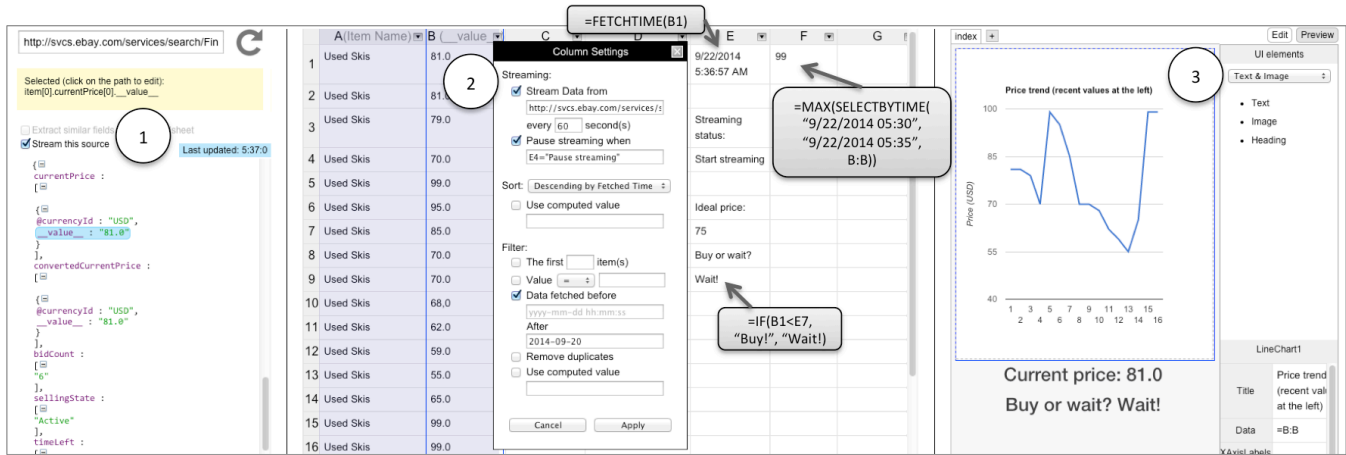 =FETCHTIME(B1)
http://svcs.ebay.com/services/search/Fin
Selected (click on the path to edit):
item[0].currentPrice[0].__value__
Extract similar fields
sheet
Stream this source
1
Last updated: 5:37:0
{
currentPrice :
[
{
@currencyId : "USD",
__value__ : "81.0"
}
],
convertedCurrentPrice :
[
{
@currencyId : "USD",
__value__ : "81.0"
}
],
bidCount :
[
"6"
],
sellingState :
[
"Active"
],
timeLeft :
[
A(Item Name) B (__value_ C D E F G
1 Used Skis 81.0 9/22/2014 5:36:57 AM 99
2 Used Skis 81.
3 Used Skis 79.0 Streaming status:
4 Used Skis 70.0 Start streaming
5 Used Skis 99.0
6 Used Skis 95.0 Ideal price:
7 Used Skis 85.0 75
8 Used Skis 70.0 Buy or wait?
9 Used Skis 70.0 Wait!
10 Used Skis 68,0
11 Used Skis 62.0
12 Used Skis 59.0
13 Used Skis 55.0
14 Used Skis 65.0
15 Used Skis 99.0
16 Used Skis 99.0
2
Column Settings
Streaming:
Stream Data from
http://svcs.ebay.com/services/s
every 60 second(s)
Pause streaming when
E4="Pause streaming"
Sort: Descending by Fetched Time
Use computed value
Filter:
The first item(s)
Value =
Data fetched before
yyyy-mm-dd hh:mm:ss
After
2014-09-20
Remove duplicates
Use computed value
Cancel Apply
=MAX(SELECTBYTIME(
“9/22/2014 05:30”,
“9/22/2014 05:35”,
B:B))
=IF(B1<E7,
“Buy!”, “Wait!)
index +
Edit Preview
Price trend (recent values at the left)
Price (USD)
100
85
70
55
40
1 3 5 7 9 11 13 15
2 4 6 8 10 12 14 16
Current price: 81.0
Buy or wait? Wait!
3
UI elements
Text & Image
• Text
• Image
• Heading
LineChart1
Title Price trend
(recent valu
at the left)
Data =B:B
XAxisLabels